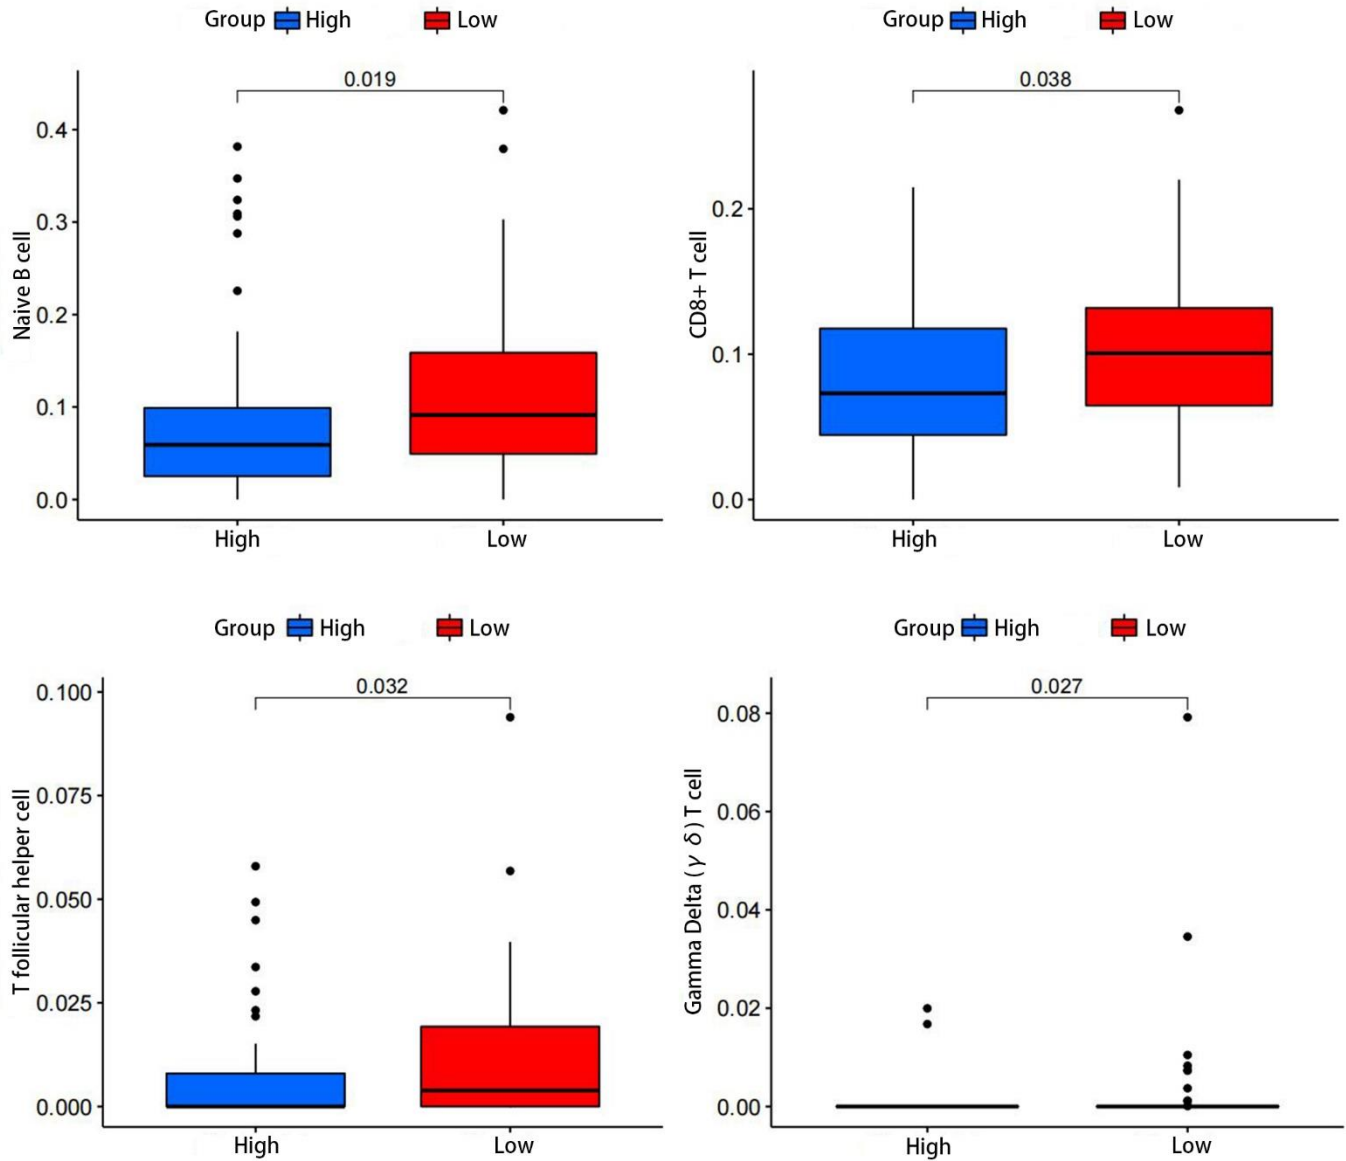 Group High Low
0.019
Naive B cell
0.4
0.3
0.2
0.1
0.0
High Low
Group High Low
0.038
CD8+ T cell
0.2
0.1
0.0
High Low
Group High Low
0.032
T follicular helper cell
0.100
0.075
0.050
0.025
0.000
High Low
Group High Low
0.027
Gamma Delta (γ δ) T cell
0.08
0.06
0.04
0.02
0.00
High Low